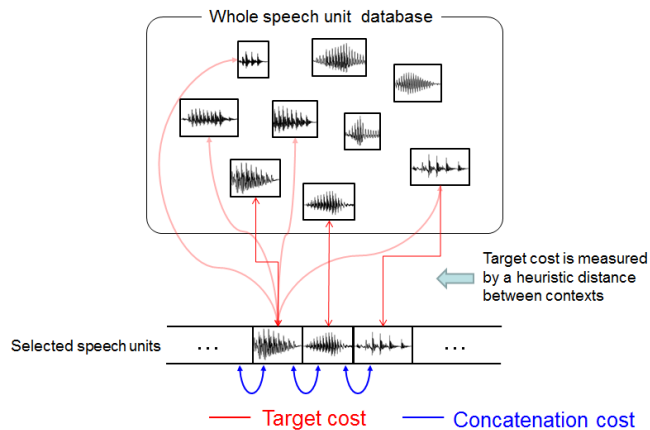 Whole speech unit database
Target cost is measured
by a heuristic distance
between contexts
Selected speech units
...
...
Target cost
Concatenation cost